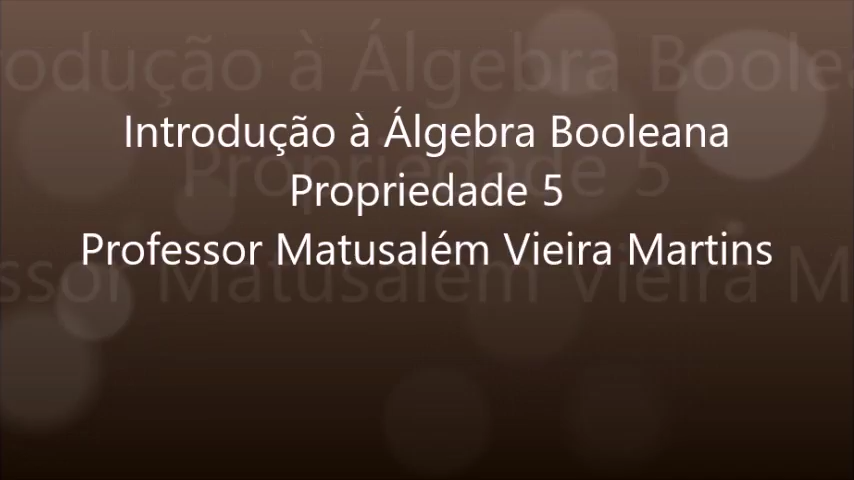 Introdução à Álgebra Booleana
Propriedade 5
Professor Matusalém Vieira Martins